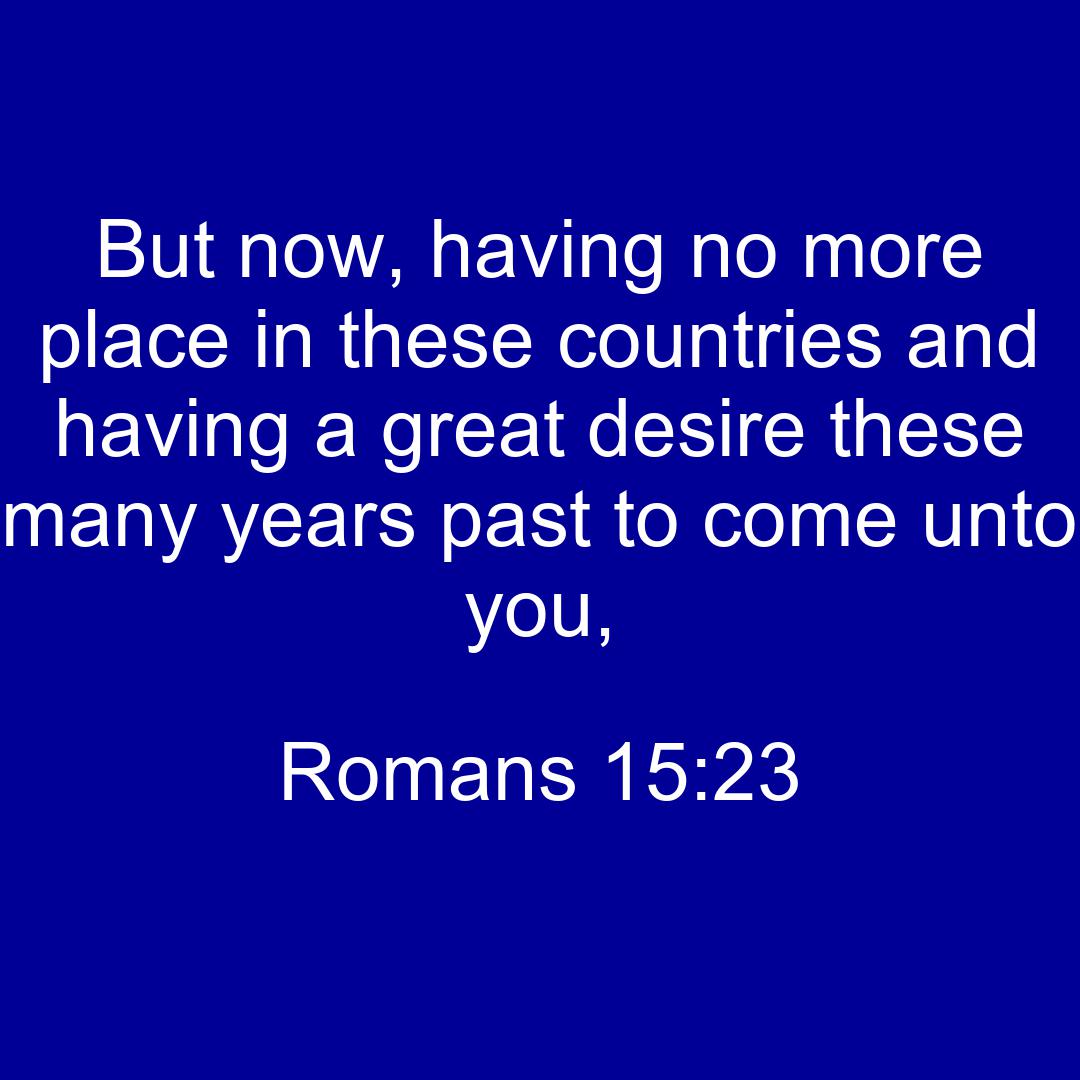 But now, having no more
place in these countries and
having a great desire these
many years past to come unto
you,
Romans 15:23